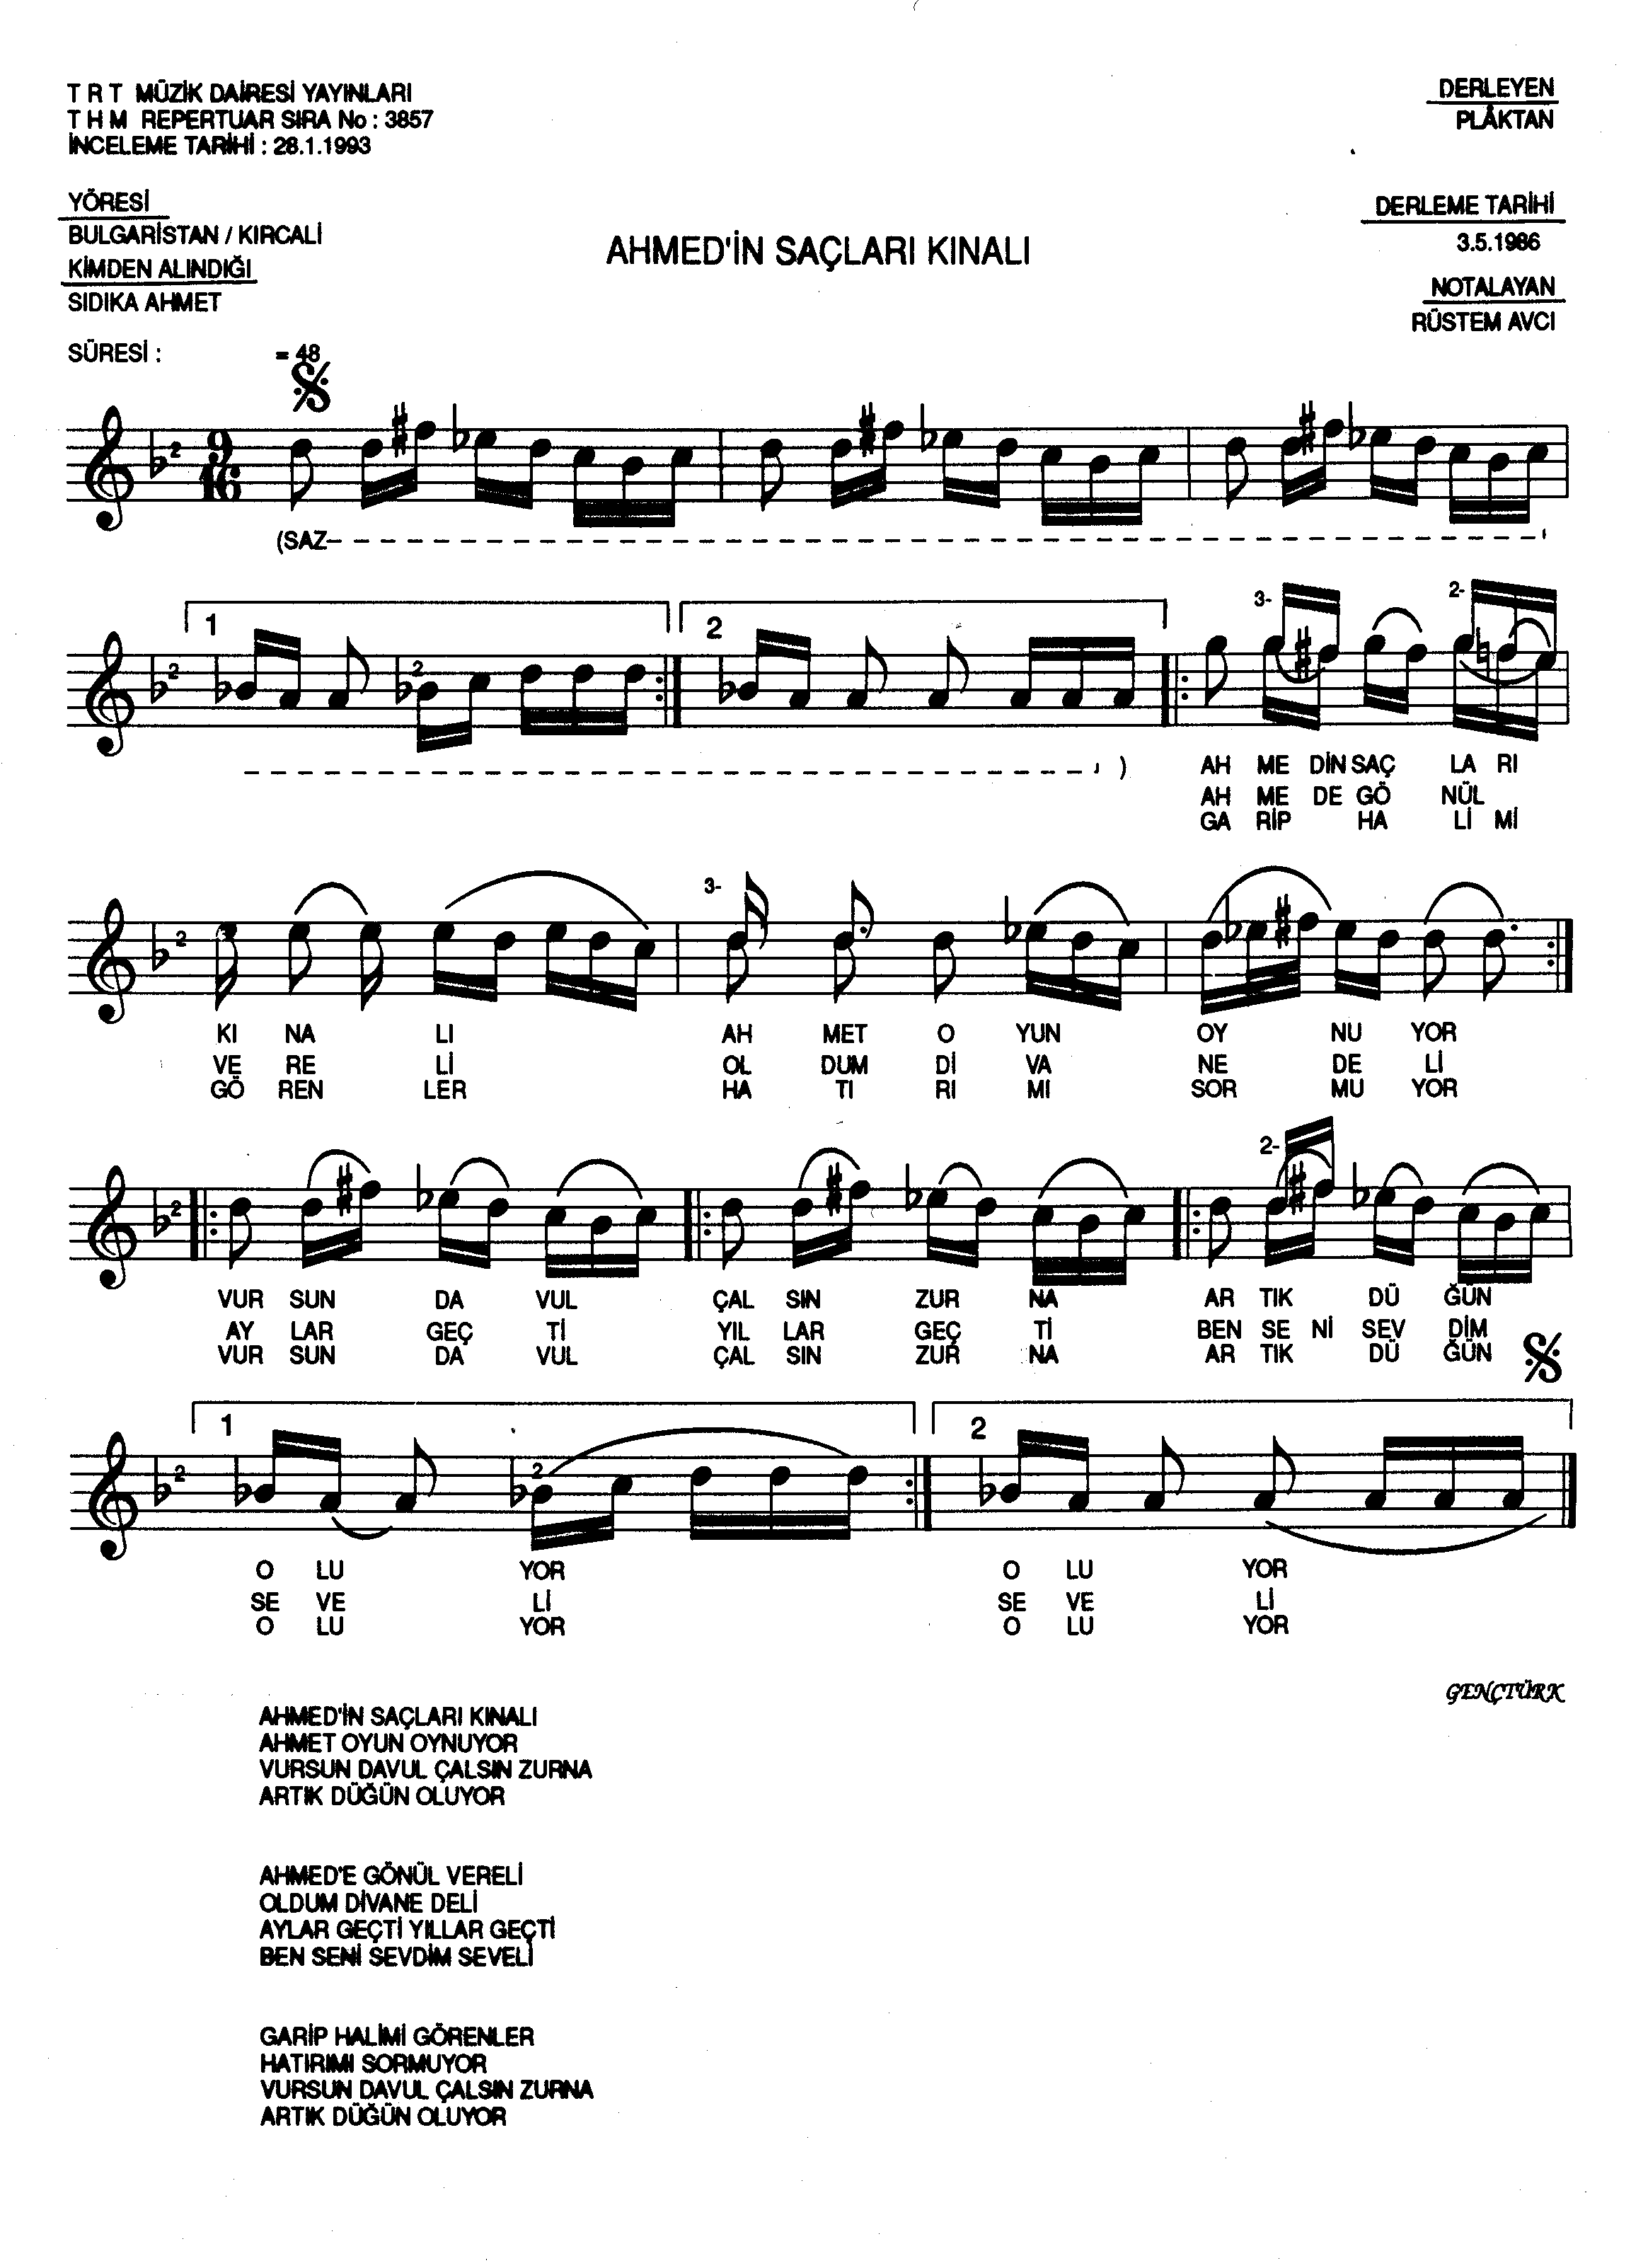 T R T MÜZİK DAİRESİ YAYINLARI
T H M REPERTUAR SIRA No : 3857
İNCELEME TARİHİ : 28.1.1993
DERLEYEN
PLÂKTAN
YÖRESİ
BULGARİSTAN / KIRCALİ
KİMDEN ALINDIĞI
SIDIKA AHMET
AHMED'İN SAÇLARI KINALI
DERLEME TARİHİ
3.5.1986
NOTALAYAN
RÜSTEM AVCI
SÜRESİ : = 48
2 9 16
(SAZ
1 2 2 2 3- 2-
)
AH ME DİN SAÇ LA RI
AH ME DE GÖ NÜL
GA RİP HA Lİ Mİ
2 3-
KI NA LI AH MET O YUN OY NU YOR
VE RE Lİ OL DUM Dİ VA NE DE Lİ
GÖ REN LER HA TI RI MI SOR MU YOR
2 2-
VUR SUN DA VUL ÇAL SIN ZUR NA AR TIK DÜ ĞÜN
AY LAR GEÇ Tİ YIL LAR GEÇ Tİ BEN SE Nİ SEV DİM
VUR SUN DA VUL ÇAL SIN ZUR NA AR TIK DÜ ĞÜN
1 2 2 2
O LU YOR O LU YOR
SE VE Lİ SE VE Lİ
O LU YOR O LU YOR
GENÇTÜRK
AHMED'İN SAÇLARI KINALI
AHMET OYUN OYNUYOR
VURSUN DAVUL ÇALSIN ZURNA
ARTIK DÜĞÜN OLUYOR
AHMED'E GÖNÜL VERELİ
OLDUM DİVANE DELİ
AYLAR GEÇTİ YILLAR GEÇTİ
BEN SENİ SEVDİM SEVELİ
GARİP HALİMİ GÖRENLER
HATIRIMI SORMUYOR
VURSUN DAVUL ÇALSIN ZURNA
ARTIK DÜĞÜN OLUYOR